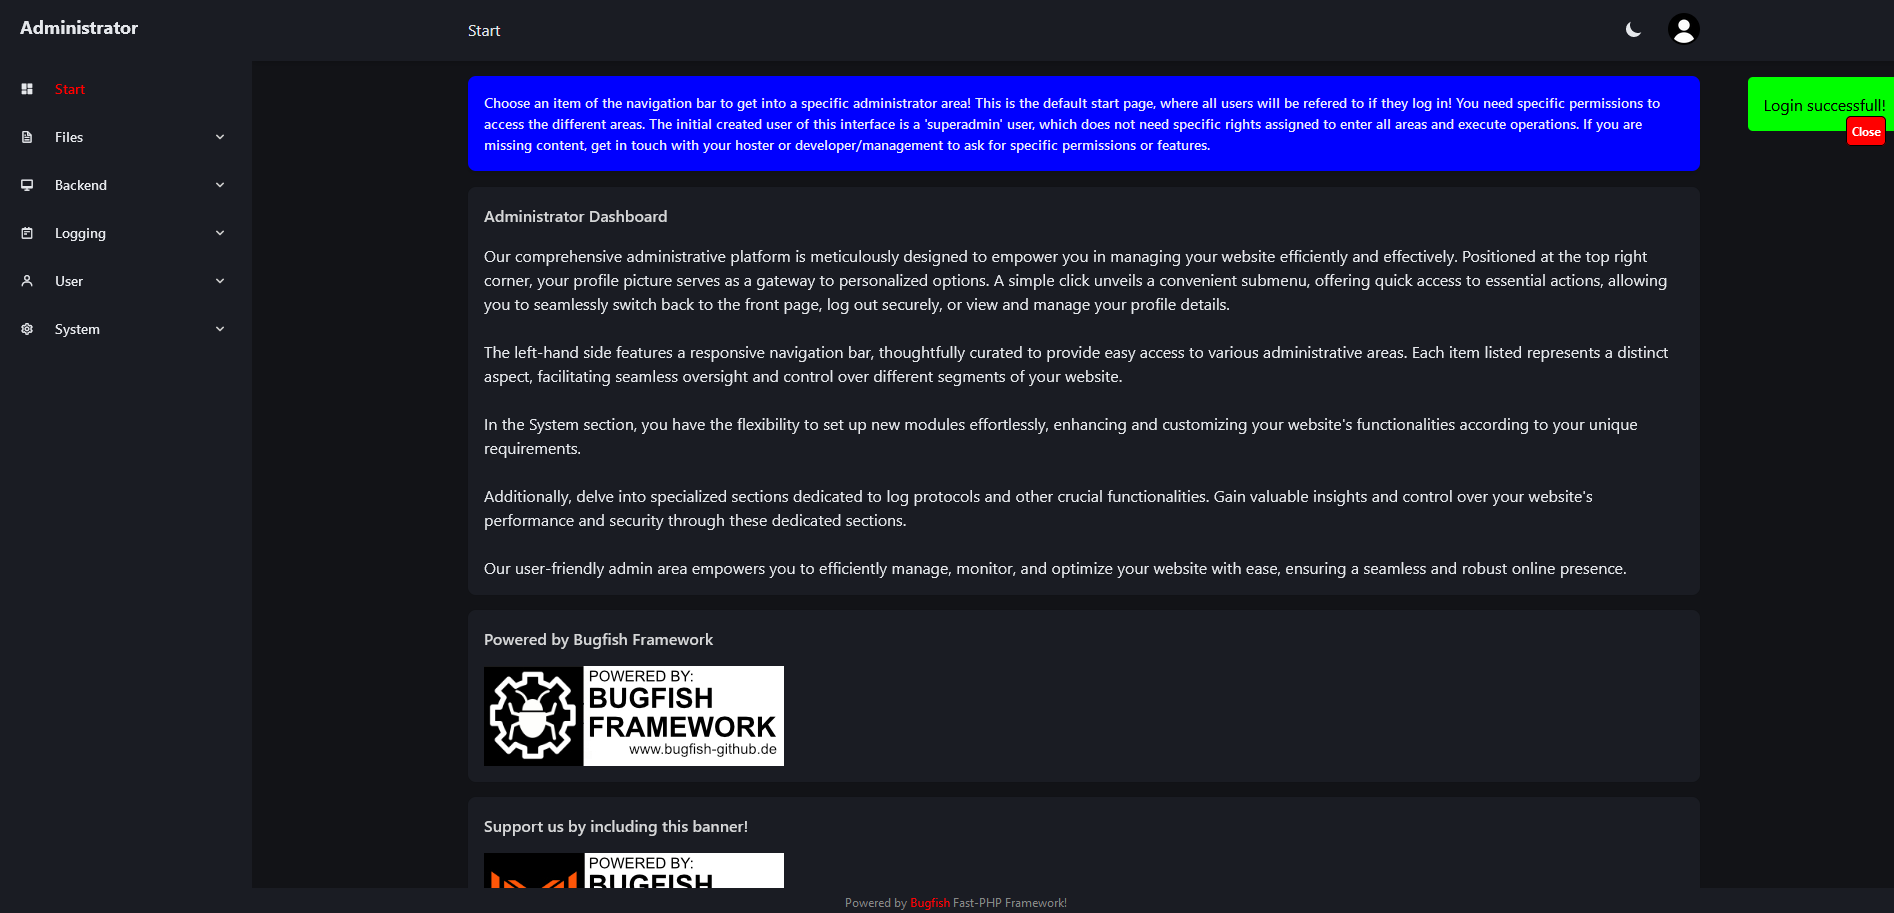 Administrator
Start
Start
Files
Backend
Logging
User
System
Choose an item of the navigation bar to get into a specific administrator area! This is the default start page, where all users will be refered to if they log in! You need specific permissions to
access the different areas. The initial created user of this interface is a 'superadmin' user, which does not need specific rights assigned to enter all areas and execute operations. If you are
missing content, get in touch with your hoster or developer/management to ask for specific permissions or features.
Login successfull!
Close
Administrator Dashboard
Our comprehensive administrative platform is meticulously designed to empower you in managing your website efficiently and effectively. Positioned at the top right
corner, your profile picture serves as a gateway to personalized options. A simple click unveils a convenient submenu, offering quick access to essential actions, allowing
you to seamlessly switch back to the front page, log out securely, or view and manage your profile details.
The left-hand side features a responsive navigation bar, thoughtfully curated to provide easy access to various administrative areas. Each item listed represents a distinct
aspect, facilitating seamless oversight and control over different segments of your website.
In the System section, you have the flexibility to set up new modules effortlessly, enhancing and customizing your website's functionalities according to your unique
requirements.
Additionally, delve into specialized sections dedicated to log protocols and other crucial functionalities. Gain valuable insights and control over your website's
performance and security through these dedicated sections.
Our user-friendly admin area empowers you to efficiently manage, monitor, and optimize your website with ease, ensuring a seamless and robust online presence.
Powered by Bugfish Framework
POWERED BY:
BUGFISH
FRAMEWORK
www.bugfish-github.de
Support us by including this banner!
POWERED BY:
BUGFISH
Powered by Bugfish Fast-PHP Framework!